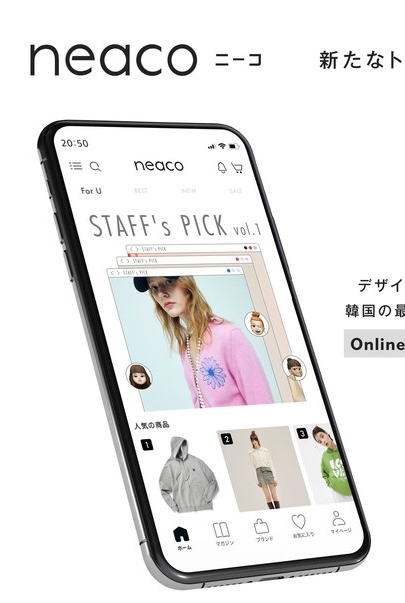 neaco ニーコ 新たなト
20:50
neaco
For U BEST NEW SALE
STAFF's PICK vol.1
STAFF's PICK
STAFF's PICK
STAFF's PICK
デザイ
韓国の最
Online
人気の商品
1 2 3
ホーム マガジン ブランド お気に入り マイページ